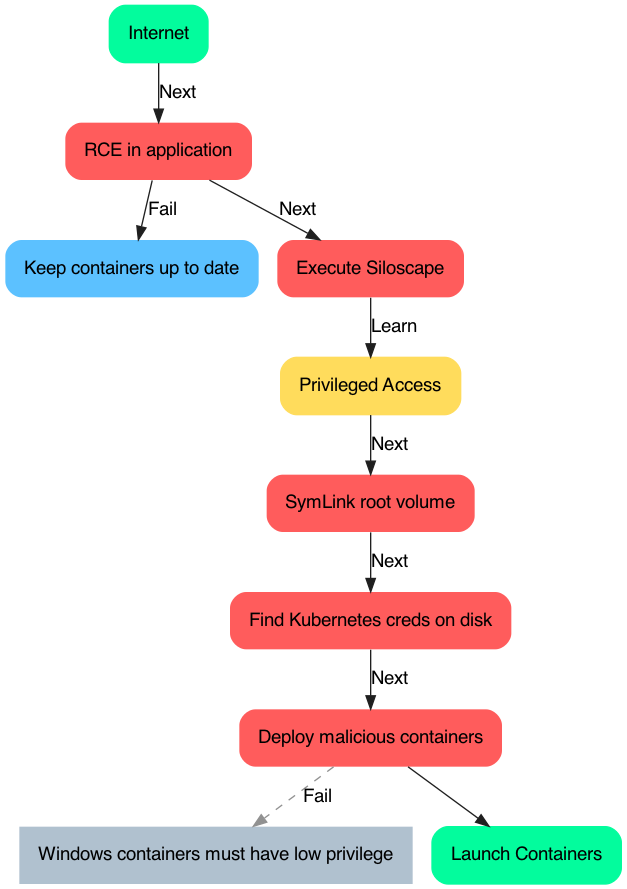 Internet
Next
RCE in application
Fail
Next
Keep containers up to date
Execute Siloscape
Learn
Privileged Access
Next
SymLink root volume
Next
Find Kubernetes creds on disk
Next
Deploy malicious containers
Fail
Windows containers must have low privilege
Launch Containers